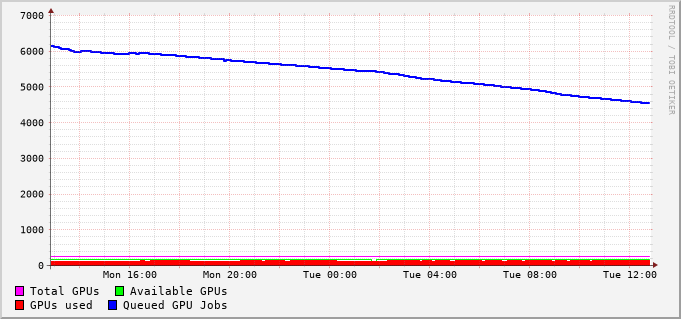 RRDTOOL / TOBI OETIKER
7000
6000
5000
4000
3000
2000
1000
0
Mon 16:00 Mon 20:00 Tue 00:00 Tue 04:00 Tue 08:00 Tue 12:00
Total GPUs Available GPUs
GPUs used Queued GPU Jobs